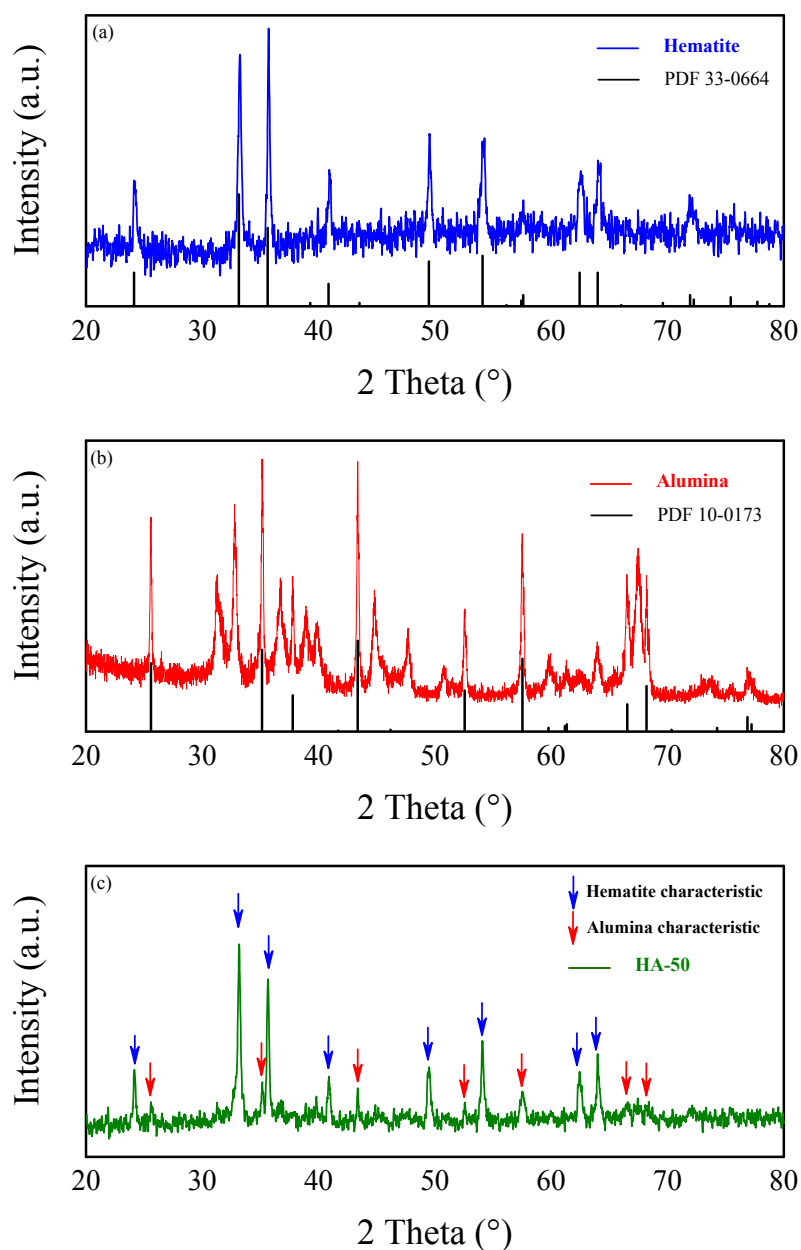 (a)
Hematite
PDF 33-0664
Intensity (a.u.)
20 30 40 50 60 70 80
2 Theta (°)
(b)
Alumina
PDF 10-0173
Intensity (a.u.)
20 30 40 50 60 70 80
2 Theta (°)
(c)
Hematite characteristic
Alumina characteristic
HA-50
Intensity (a.u.)
20 30 40 50 60 70 80
2 Theta (°)